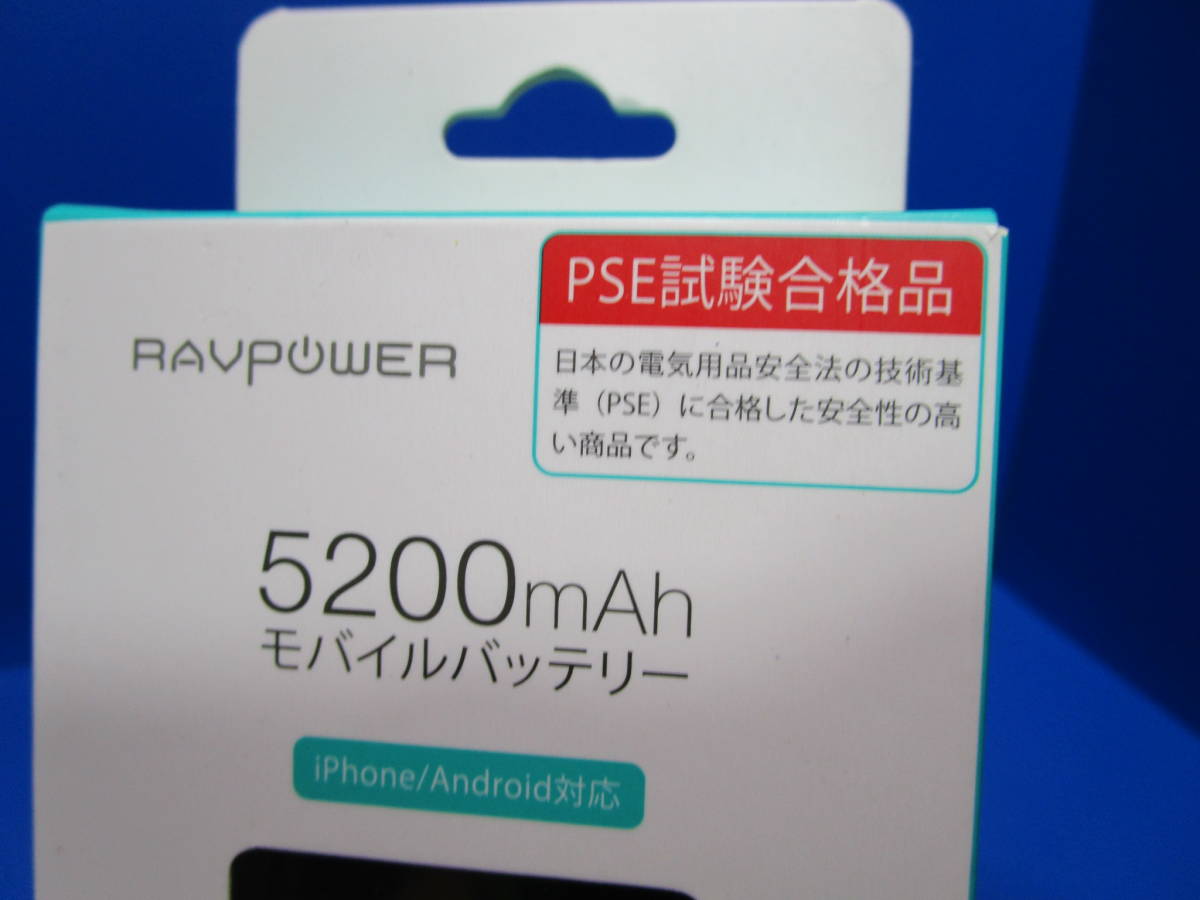 RAVPOWER
PSE試験合格品
日本の電気用品安全法の技術基
準（PSE）に合格した安全性の高
い商品です。
5200mAh
モバイルバッテリー
iPhone/Android対応